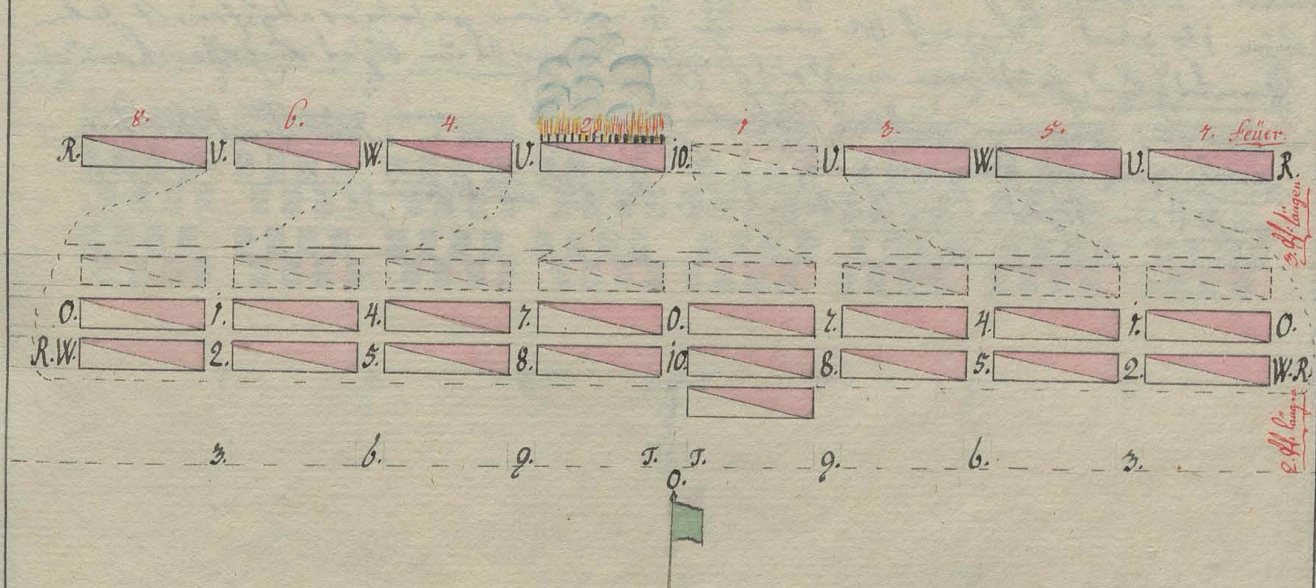 8. 6. 4. 2. 1 3. 5. 7. Feüer.
R. U. W. U. 10. U. W. U. R.
O. 1. 4. 7. O. 7. 4. 1. O.
R.W. 2. 5. 8. 10. 8. 5. 2. W.R.
3. 6. 9. T. T. 9. 6. 3.
O.